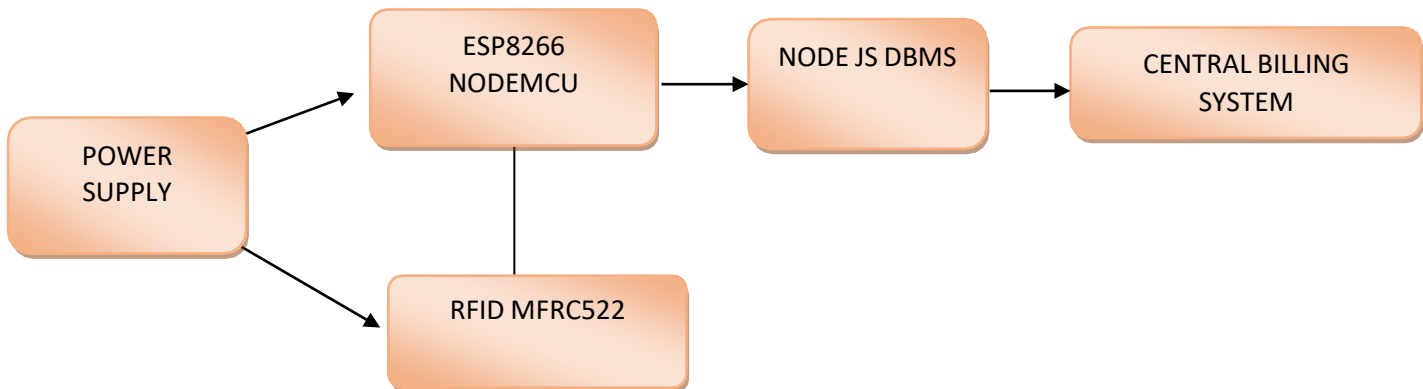 ESP8266
NODEMCU
NODE JS DBMS
CENTRAL BILLING
SYSTEM
POWER
SUPPLY
RFID MFRC522